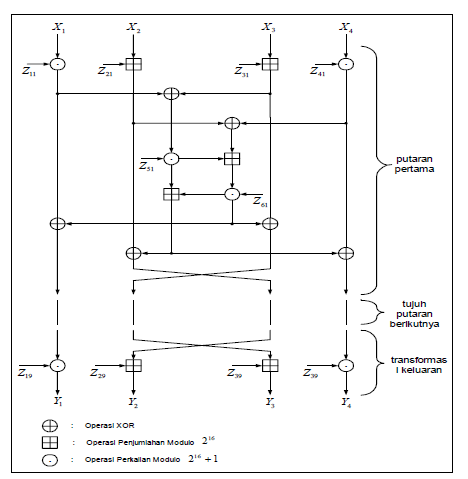 X1 X2 X3 X4
Z11 Z21 Z31 Z41
putaran
pertama
Z51
Z61
tujuh
putaran
berikutnya
transformas
i keluaran
Z19 Z29 Z39 Z39
Y1 Y2 Y3 Y4
: Operasi XOR
: Operasi Penjumlahan Modulo 2^16
: Operasi Perkalian Modulo 2^16 + 1